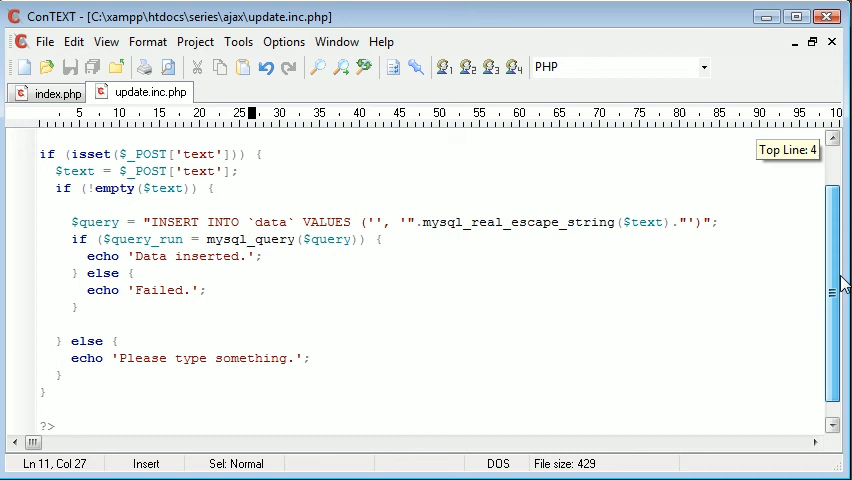 ConTEXT - [C:\xampp\htdocs\series\ajax\update.inc.php]
File Edit View Format Project Tools Options Window Help
1 2 3 4 PHP
index.php update.inc.php
5 10 15 20 25 30 35 40 45 50 55 60 65 70 75 80 85 90 95 10
Top Line: 4
if (isset($_POST['text'])) {
$text = $_POST['text'];
if (!empty($text)) {
$query = "INSERT INTO `data` VALUES ('', '".mysql_real_escape_string($text)."')";
if ($query_run = mysql_query($query)) {
echo 'Data inserted.';
} else {
echo 'Failed.';
}
} else {
echo 'Please type something.';
}
}
?>
Ln 11, Col 27 Insert Sel: Normal DOS File size: 429